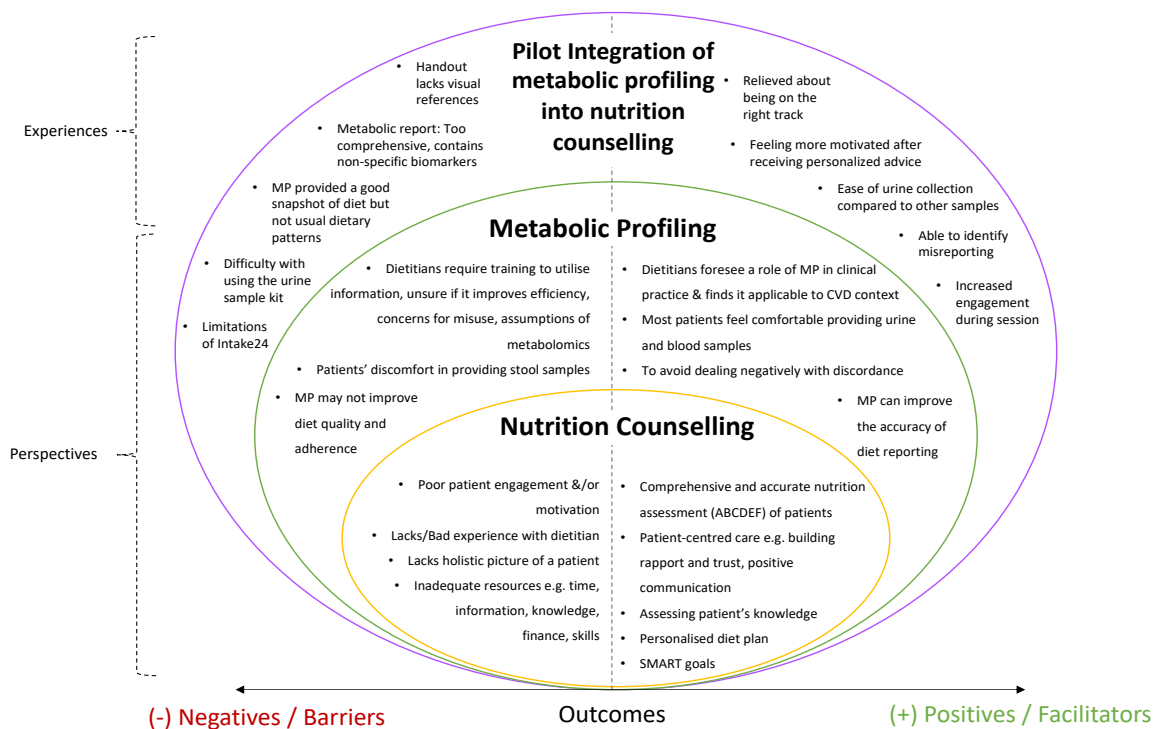 Pilot Integration of
metabolic profiling
into nutrition
counselling
• Handout
lacks visual
references
• Metabolic report: Too
comprehensive, contains
non-specific biomarkers
• MP provided a good
snapshot of diet but
not usual dietary
patterns
• Difficulty with
using the urine
sample kit
• Limitations
of Intake24
• Relieved about
being on the
right track
• Feeling more motivated after
receiving personalized advice
• Ease of urine collection
compared to other samples
• Able to identify
misreporting
• Increased
engagement
during session
Experiences
Perspectives
Metabolic Profiling
• Dietitians require training to utilise
information, unsure if it improves efficiency,
concerns for misuse, assumptions of
metabolomics
• Patients' discomfort in providing stool samples
• MP may not improve
diet quality and
adherence
• Dietitians foresee a role of MP in clinical
practice & finds it applicable to CVD context
• Most patients feel comfortable providing urine
and blood samples
• To avoid dealing negatively with discordance
• MP can improve
the accuracy of
diet reporting
Nutrition Counselling
• Poor patient engagement &/or
motivation
• Lacks/Bad experience with dietitian
• Lacks holistic picture of a patient
• Inadequate resources e.g. time,
information, knowledge,
finance, skills
• Comprehensive and accurate nutrition
assessment (ABCDEF) of patients
• Patient-centred care e.g. building
rapport and trust, positive
communication
• Assessing patient's knowledge
• Personalised diet plan
• SMART goals
(-) Negatives / Barriers
Outcomes
(+) Positives / Facilitators